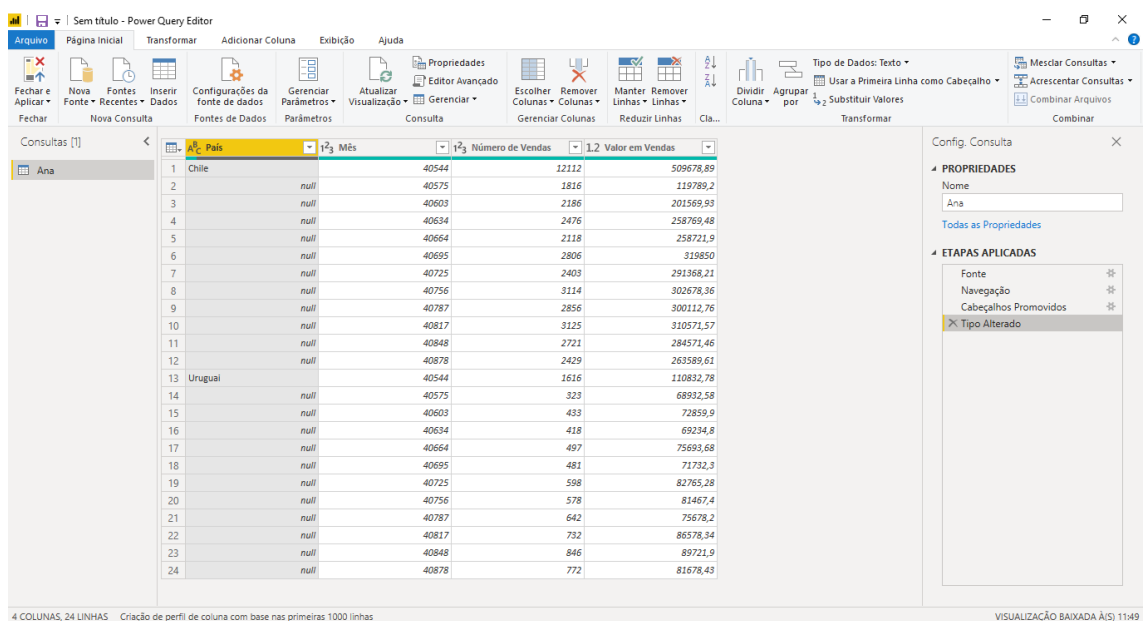 Sem título - Power Query Editor
Arquivo Página Inicial Transformar Adicionar Coluna Exibição Ajuda
Fechar e Aplicar
Nova Fonte
Fontes Recentes
Inserir Dados
Configurações da fonte de dados
Gerenciar Parâmetros
Atualizar Visualização
Propriedades
Editor Avançado
Gerenciar
Escolher Colunas
Remover Colunas
Manter Linhas
Remover Linhas
Dividir Coluna
Agrupar por
Tipo de Dados: Texto
Usar a Primeira Linha como Cabeçalho
Substituir Valores
Mesclar Consultas
Acrescentar Consultas
Combinar Arquivos
Fechar Nova Consulta Fontes de Dados Parâmetros Consulta Gerenciar Colunas Reduzir Linhas Cla... Transformar Combinar
Consultas [1]
Ana
ABC País 123 Mês 123 Número de Vendas 1.2 Valor em Vendas
1 Chile 40544 12112 509678,89
2 null 40575 1816 119789,2
3 null 40603 2186 201569,93
4 null 40634 2476 258769,48
5 null 40664 2118 258721,9
6 null 40695 2806 319850
7 null 40725 2403 291368,21
8 null 40756 3114 302678,36
9 null 40787 2856 300112,76
10 null 40817 3125 310571,57
11 null 40848 2721 284571,46
12 null 40878 2429 263589,61
13 Uruguai 40544 1616 110832,78
14 null 40575 323 68932,58
15 null 40603 433 72859,9
16 null 40634 418 69234,8
17 null 40664 497 75693,68
18 null 40695 481 71732,3
19 null 40725 598 82765,28
20 null 40756 578 81467,4
21 null 40787 642 75678,2
22 null 40817 732 86578,34
23 null 40848 846 89721,9
24 null 40878 772 81678,43
Config. Consulta
PROPRIEDADES
Nome
Ana
Todas as Propriedades
ETAPAS APLICADAS
Fonte
Navegação
Cabeçalhos Promovidos
Tipo Alterado
4 COLUNAS, 24 LINHAS Criação de perfil de coluna com base nas primeiras 1000 linhas
VISUALIZAÇÃO BAIXADA À(S) 11:49